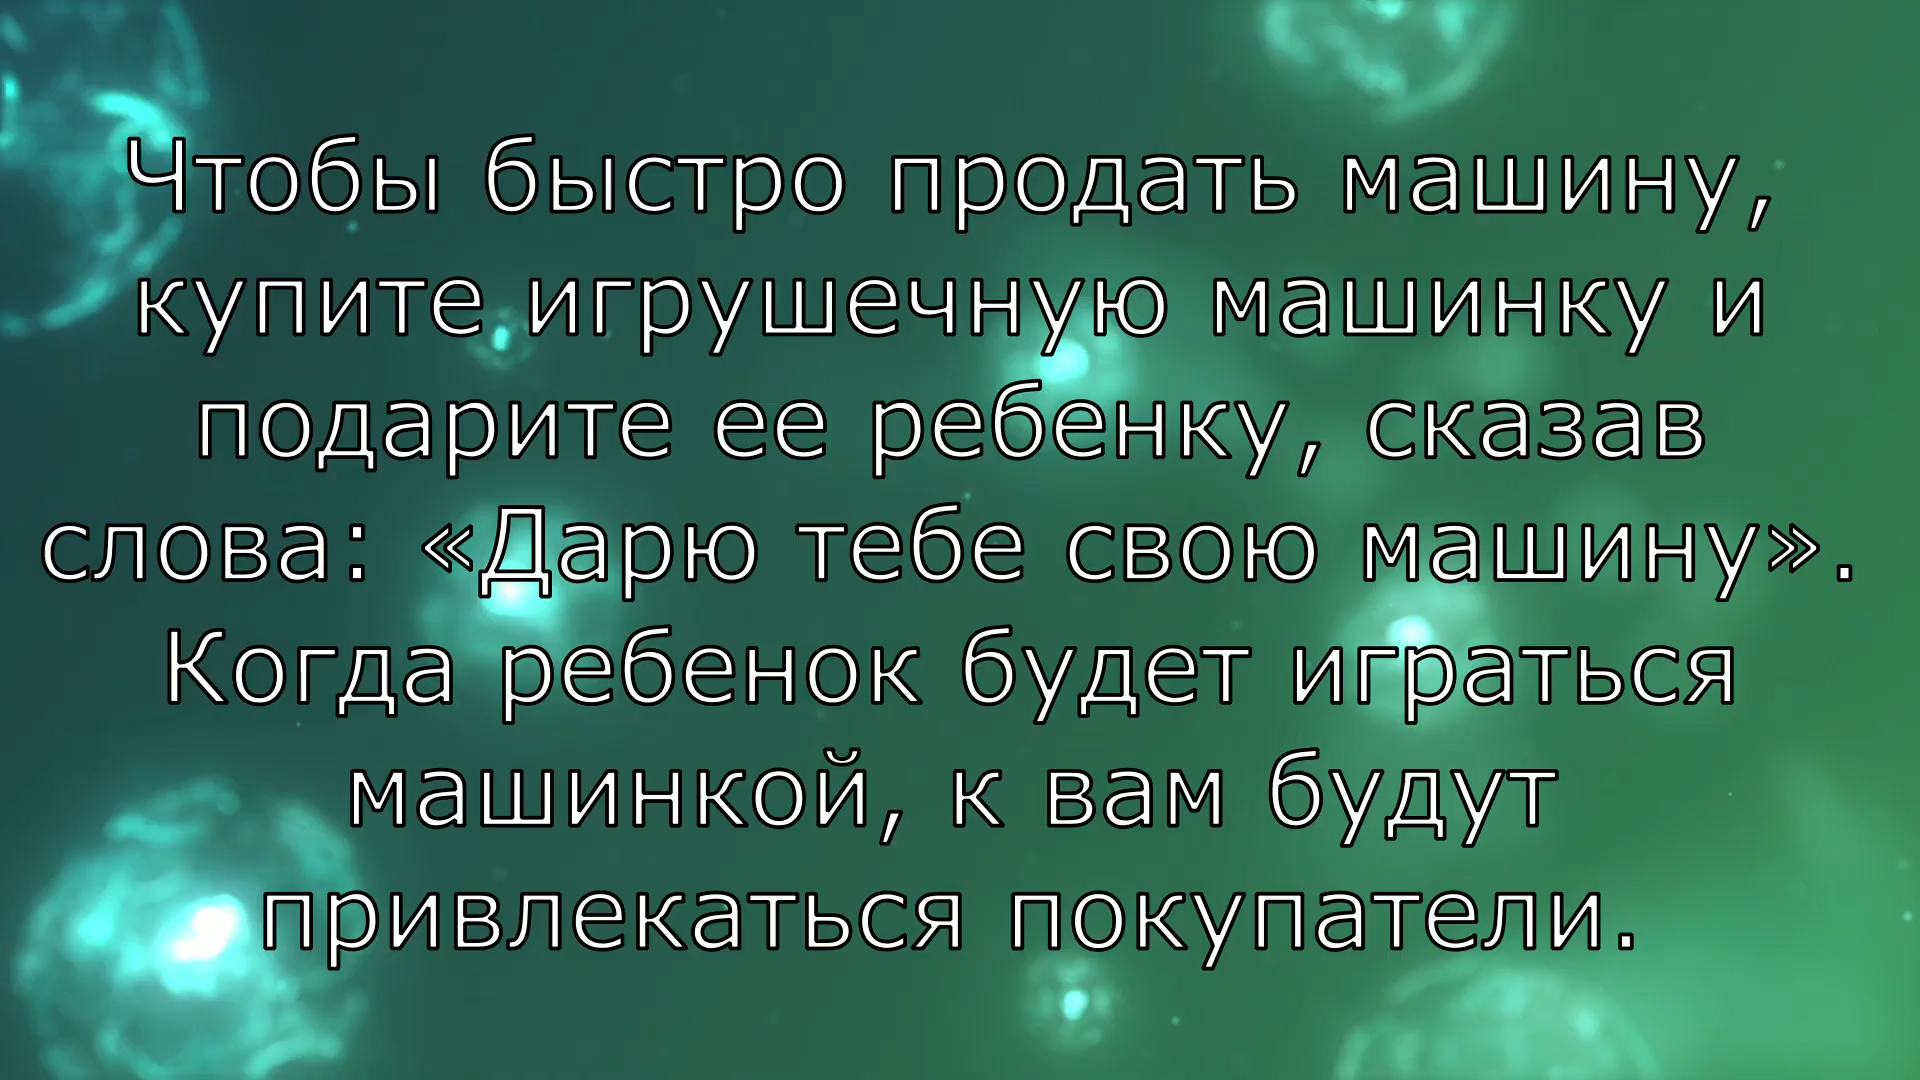 Чтобы быстро продать машину,
купите игрушечную машинку и
подарите ее ребенку, сказав
слова: «Дарю тебе свою машину».
Когда ребенок будет играться
машинкой, к вам будут
привлекаться покупатели.